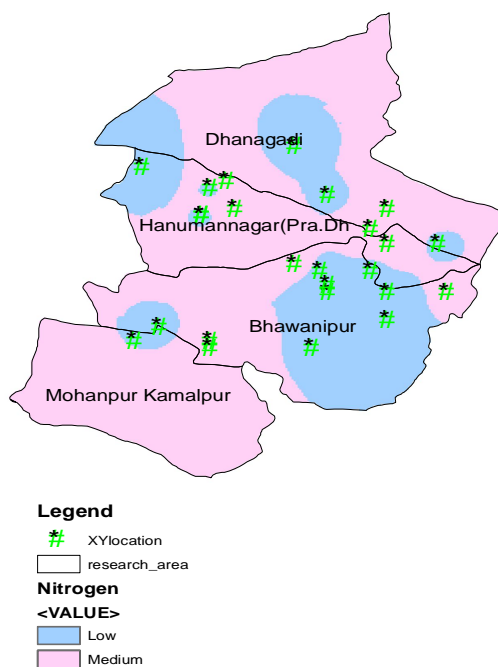 Dhanagadi
Hanumannagar(Pra.Dh
Bhawanipur
Mohanpur Kamalpur
Legend
XYlocation
research_area
Nitrogen
<VALUE>
Low
Medium